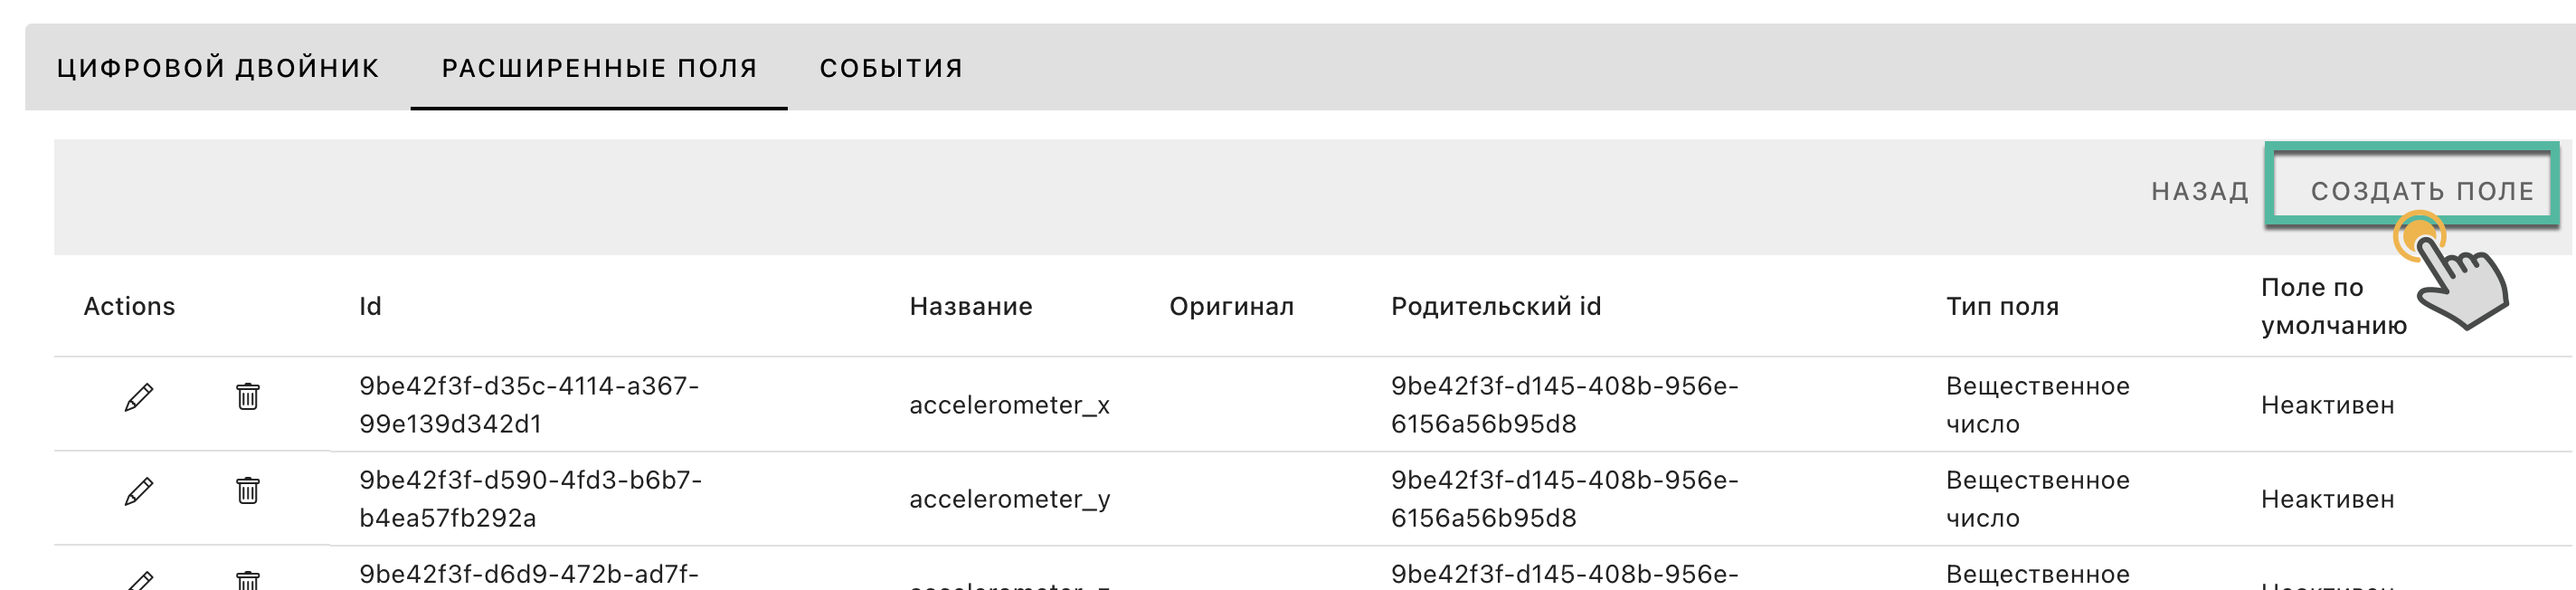 ЦИФРОВОЙ ДВОЙНИК РАСШИРЕННЫЕ ПОЛЯ СОБЫТИЯ
НАЗАД СОЗДАТЬ ПОЛЕ
Actions Id Название Оригинал Родительский id Тип поля Поле по
умолчанию
9be42f3f-d35c-4114-a367- 9be42f3f-d145-408b-956e- Вещественное
accelerometer_x Неактивен
99e139d342d1 6156a56b95d8 число
9be42f3f-d590-4fd3-b6b7- 9be42f3f-d145-408b-956e- Вещественное
accelerometer_y Неактивен
b4ea57fb292a 6156a56b95d8 число
9be42f3f-d6d9-472b-ad7f- 9be42f3f-d145-408b-956e- Вещественное